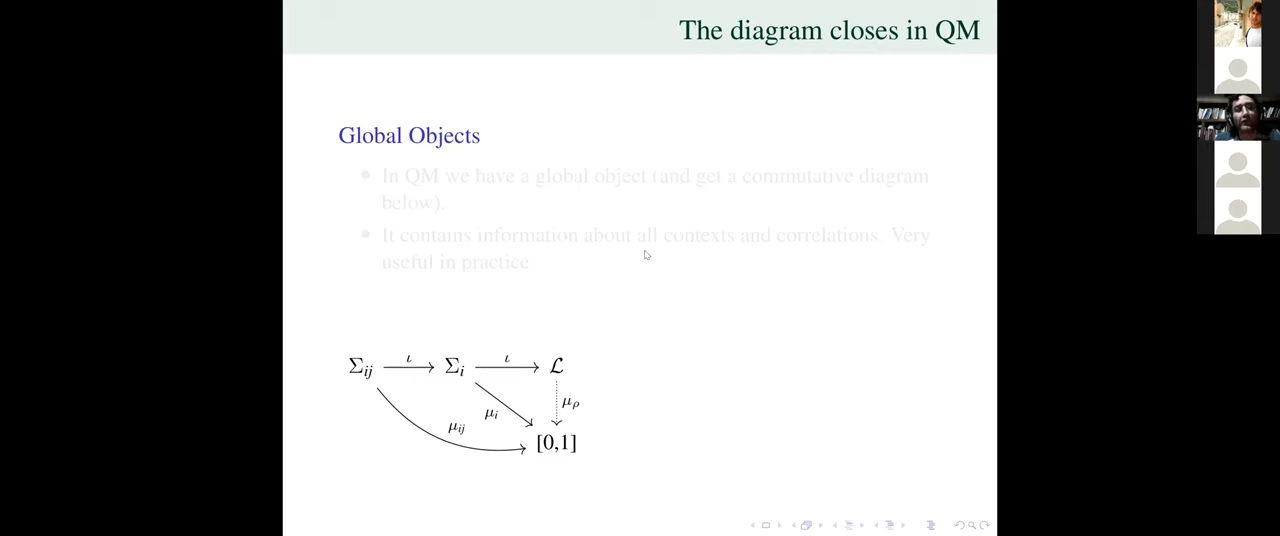 The diagram closes in QM
Global Objects
In QM we have a global object (and get a commutative diagram
below).
It contains information about all contexts and correlations. Very
useful in practice
Σij ι Σi ι ℒ
μρ
μi
μij
[0,1]